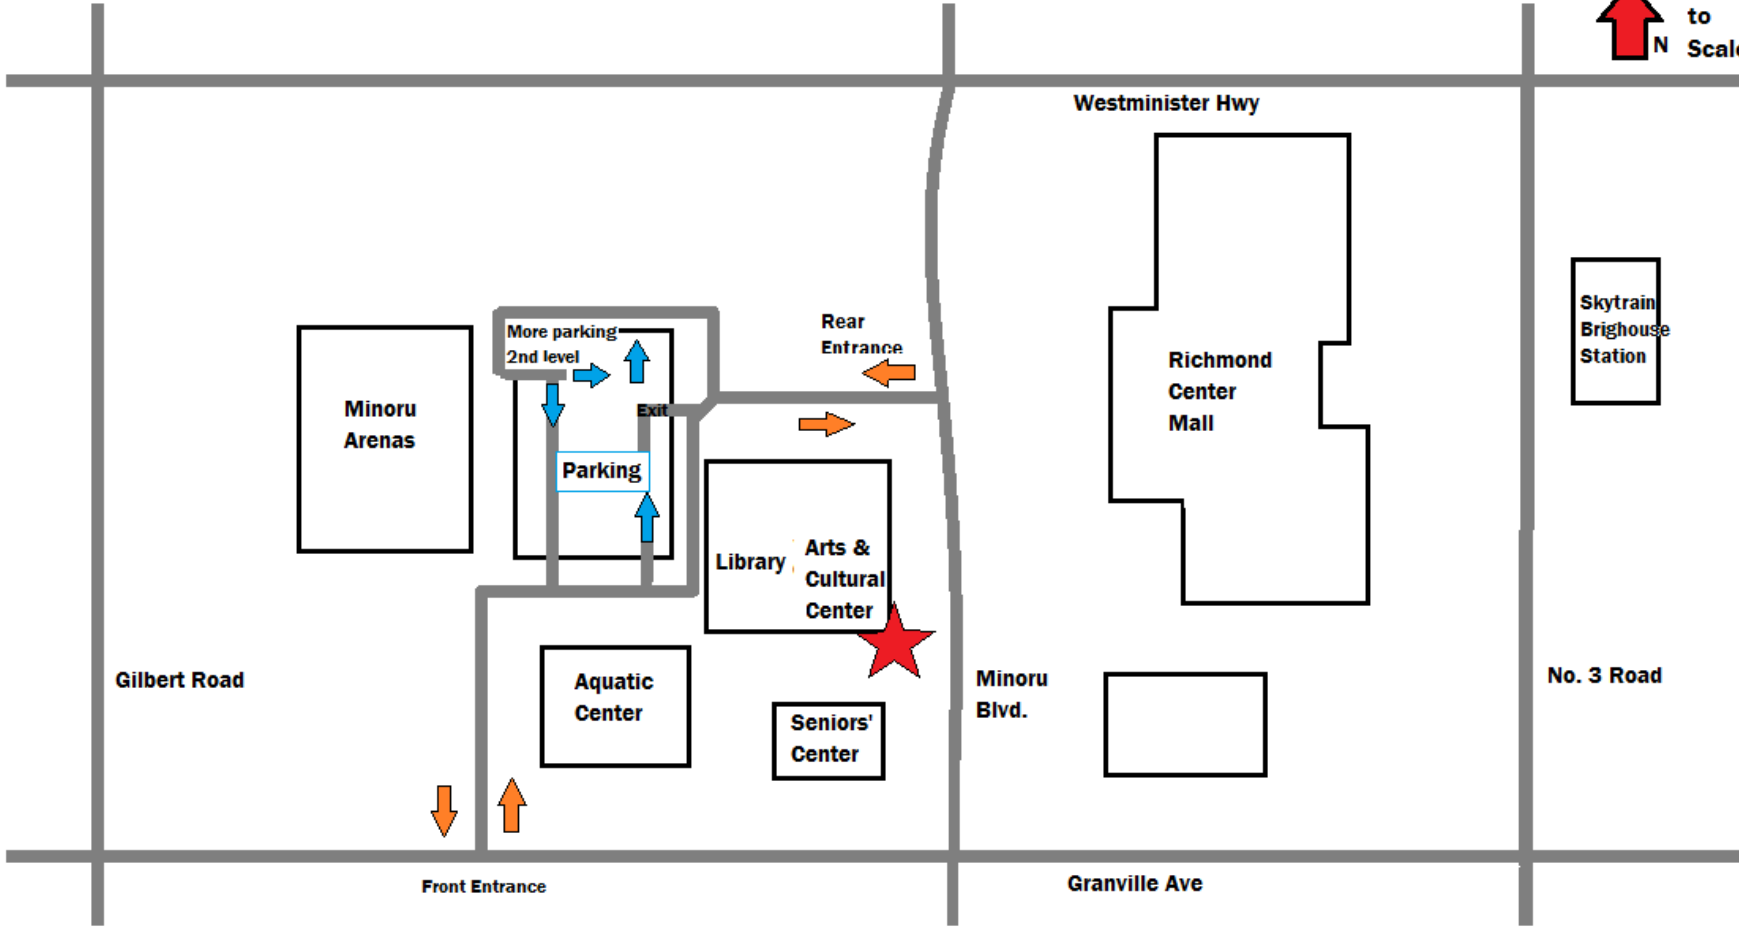 to
N Scale
Westminister Hwy
Rear
Entrance
More parking
2nd level
Skytrain
Brighouse
Station
Richmond
Center
Mall
Minoru
Arenas
Exit
Parking
Library
Arts &
Cultural
Center
Gilbert Road
Aquatic
Center
Seniors'
Center
Minoru
Blvd.
No. 3 Road
Front Entrance
Granville Ave